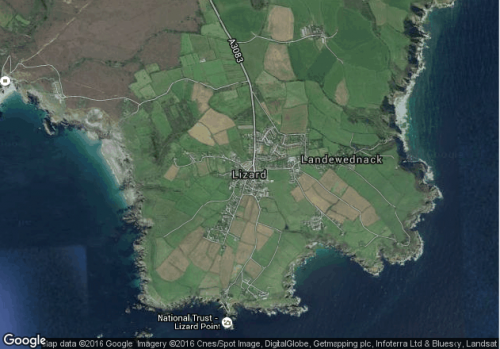 A3083
Landewednack
Lizard
National Trust -
Lizard Point
Google Map data ©2016 Google Imagery ©2016 Cnes/Spot Image, DigitalGlobe, Getmapping plc, Infoterra Ltd & Bluesky, Landsat